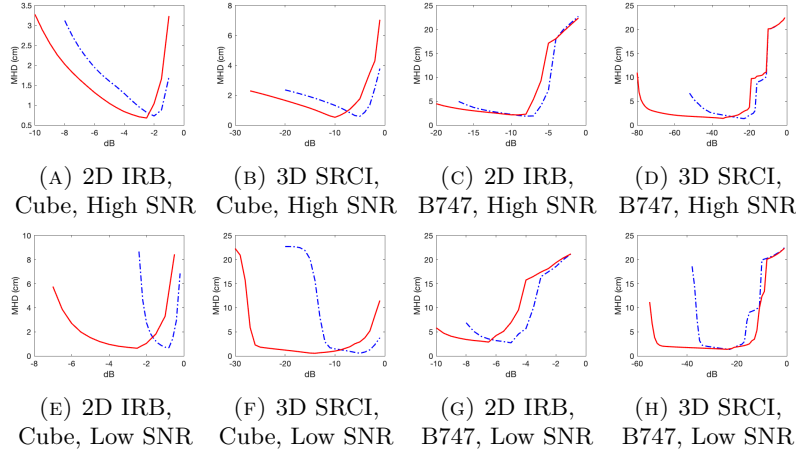 3.5
3
2.5
2
1.5
1
0.5
MHD (cm)
-10 -8 -6 -4 -2 0
dB
8
6
4
2
0
MHD (cm)
-30 -20 -10 0
dB
25
20
15
10
5
0
MHD (cm)
-20 -15 -10 -5 0
dB
25
20
15
10
5
0
MHD (cm)
-80 -60 -40 -20 0
dB
(A) 2D IRB,
Cube, High SNR
(B) 3D SRCI,
Cube, High SNR
(C) 2D IRB,
B747, High SNR
(D) 3D SRCI,
B747, High SNR
10
8
6
4
2
0
MHD (cm)
-8 -6 -4 -2 0
dB
25
20
15
10
5
0
MHD (cm)
-30 -20 -10 0
dB
25
20
15
10
5
0
MHD (cm)
-10 -8 -6 -4 -2 0
dB
25
20
15
10
5
0
MHD (cm)
-60 -40 -20 0
dB
(E) 2D IRB,
Cube, Low SNR
(F) 3D SRCI,
Cube, Low SNR
(G) 2D IRB,
B747, Low SNR
(H) 3D SRCI,
B747, Low SNR